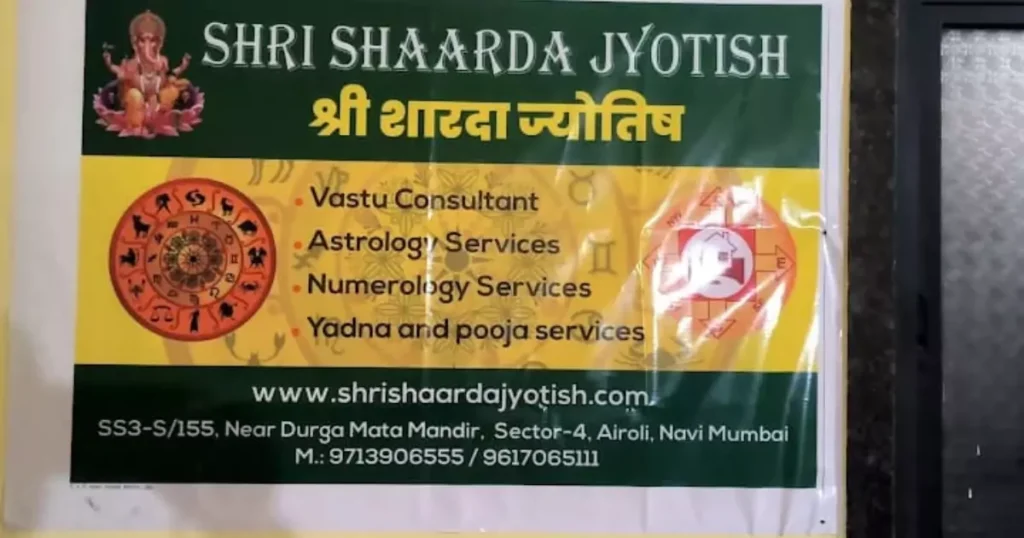 SHRI SHAARDA JYOTISH
श्री शारदा ज्योतिष
• Vastu Consultant
• Astrology Services
• Numerology Services
• Yadna and pooja services
www.shrishaardajyotish.com
SS3-S/155, Near Durga Mata Mandir, Sector-4, Airoli, Navi Mumbai
M.: 9713906555 / 9617065111